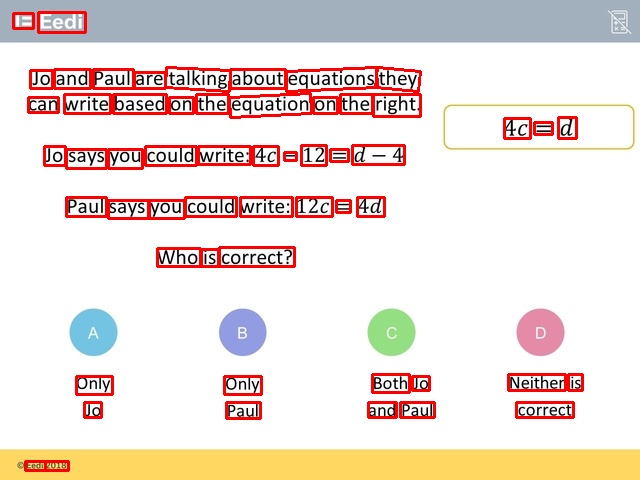 Eedi
Jo and Paul are talking about equations they
can write based on the equation on the right.
4c = d
Jo says you could write: 4c − 12 = d − 4
Paul says you could write: 12c = 4d
Who is correct?
A
Only
Jo
B
Only
Paul
C
Both Jo
and Paul
D
Neither is
correct
© Eedi 2018